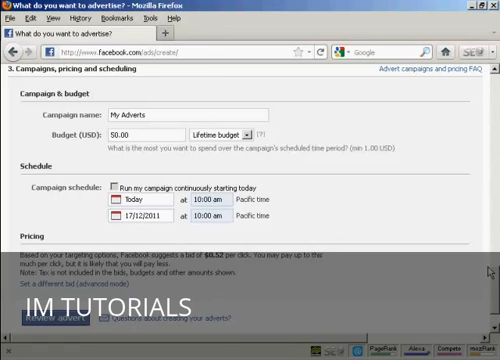 What do you want to advertise? - Mozilla Firefox
File Edit View History Bookmarks Tools Help
What do you want to advertise?
http://www.facebook.com/ads/create/
Google
3. Campaigns, pricing and scheduling
Advert campaigns and pricing FAQ
Campaign & budget
Campaign name: My Adverts
Budget (USD): 50.00 Lifetime budget [?]
What is the most you want to spend over the campaign's scheduled time period? (min 1.00 USD)
Schedule
Campaign schedule: Run my campaign continuously starting today
Today at 10:00 am Pacific time
17/12/2011 at 10:00 am Pacific time
Pricing
Based on your targeting options, Facebook suggests a bid of $0.52 per click. You may pay up to this
much per click, but it is likely that you will pay less.
Note: Tax is not included in the bids, budgets and other amounts shown.
Set a different bid (advanced mode)
IM TUTORIALS
Review advert Questions about creating your adverts?
PageRank Alexa Compete mozRank